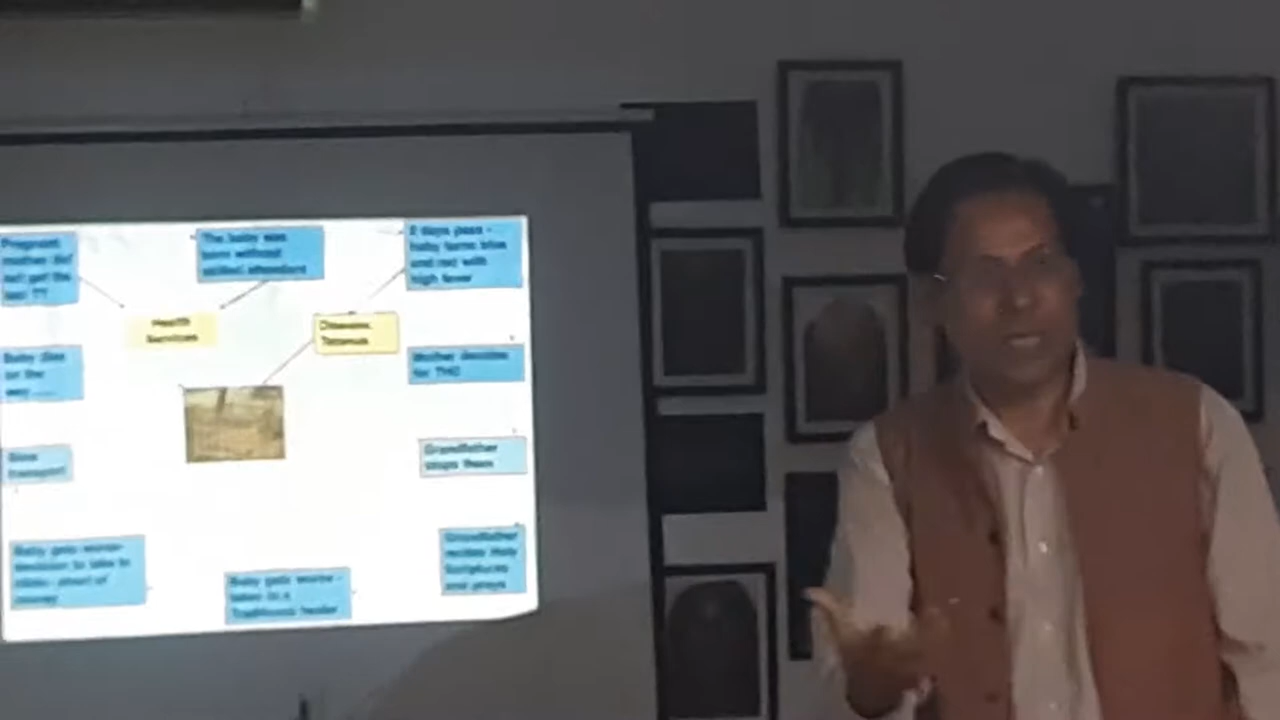 Pregnant
mother did
not get the
two TT
The baby was
born without
skilled attendant
2 days pass -
baby turns blue
and red with
high fever
Health
Services
Disease
Tetanus
Baby dies
on the
way
Mother decides
for THC
Slow
transport
Grandfather
stops them
Baby gets worse
decision to take to
short of
money
Baby gets worse -
taken to a
Traditional healer
Grandfather
recites Holy
Scriptures
and prays